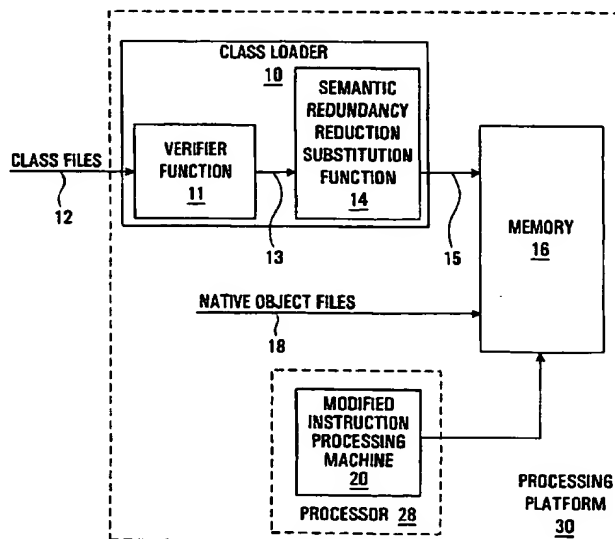 CLASS LOADER
10
SEMANTIC
REDUNDANCY
REDUCTION
SUBSTITUTION
FUNCTION
14
VERIFIER
FUNCTION
11
CLASS FILES
12
13
15
MEMORY
16
NATIVE OBJECT FILES
18
MODIFIED
INSTRUCTION
PROCESSING
MACHINE
20
PROCESSOR 28
PROCESSING
PLATFORM
30